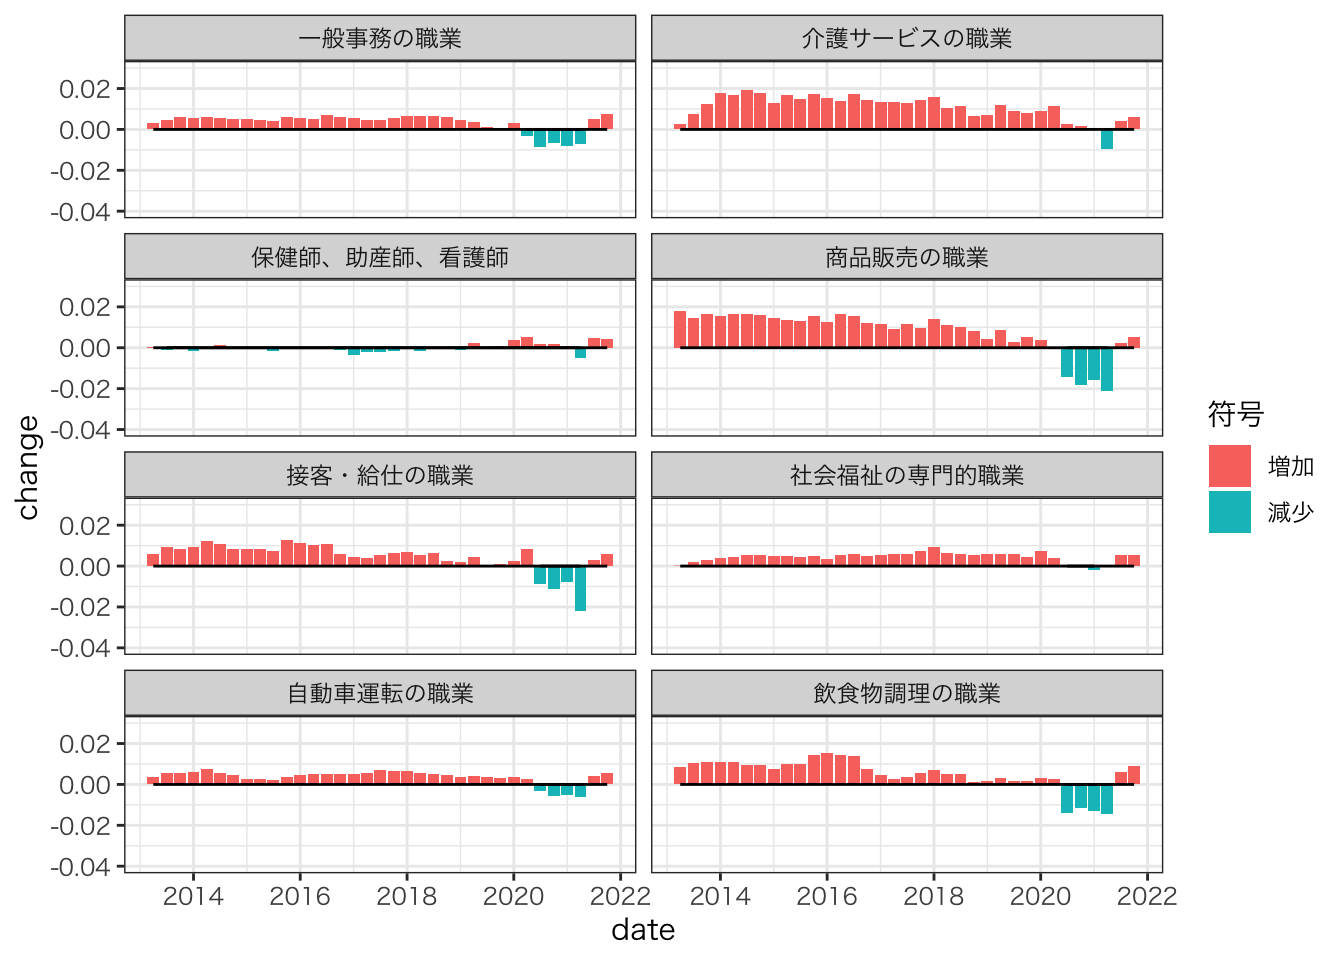 一般事務の職業
介護サービスの職業
0.02
0.00
-0.02
-0.04
保健師、助産師、看護師
商品販売の職業
0.02
0.00
-0.02
-0.04
接客・給仕の職業
社会福祉の専門的職業
0.02
0.00
-0.02
-0.04
自動車運転の職業
飲食物調理の職業
0.02
0.00
-0.02
-0.04
2014 2016 2018 2020 2022
2014 2016 2018 2020 2022
date
change
符号
増加
減少